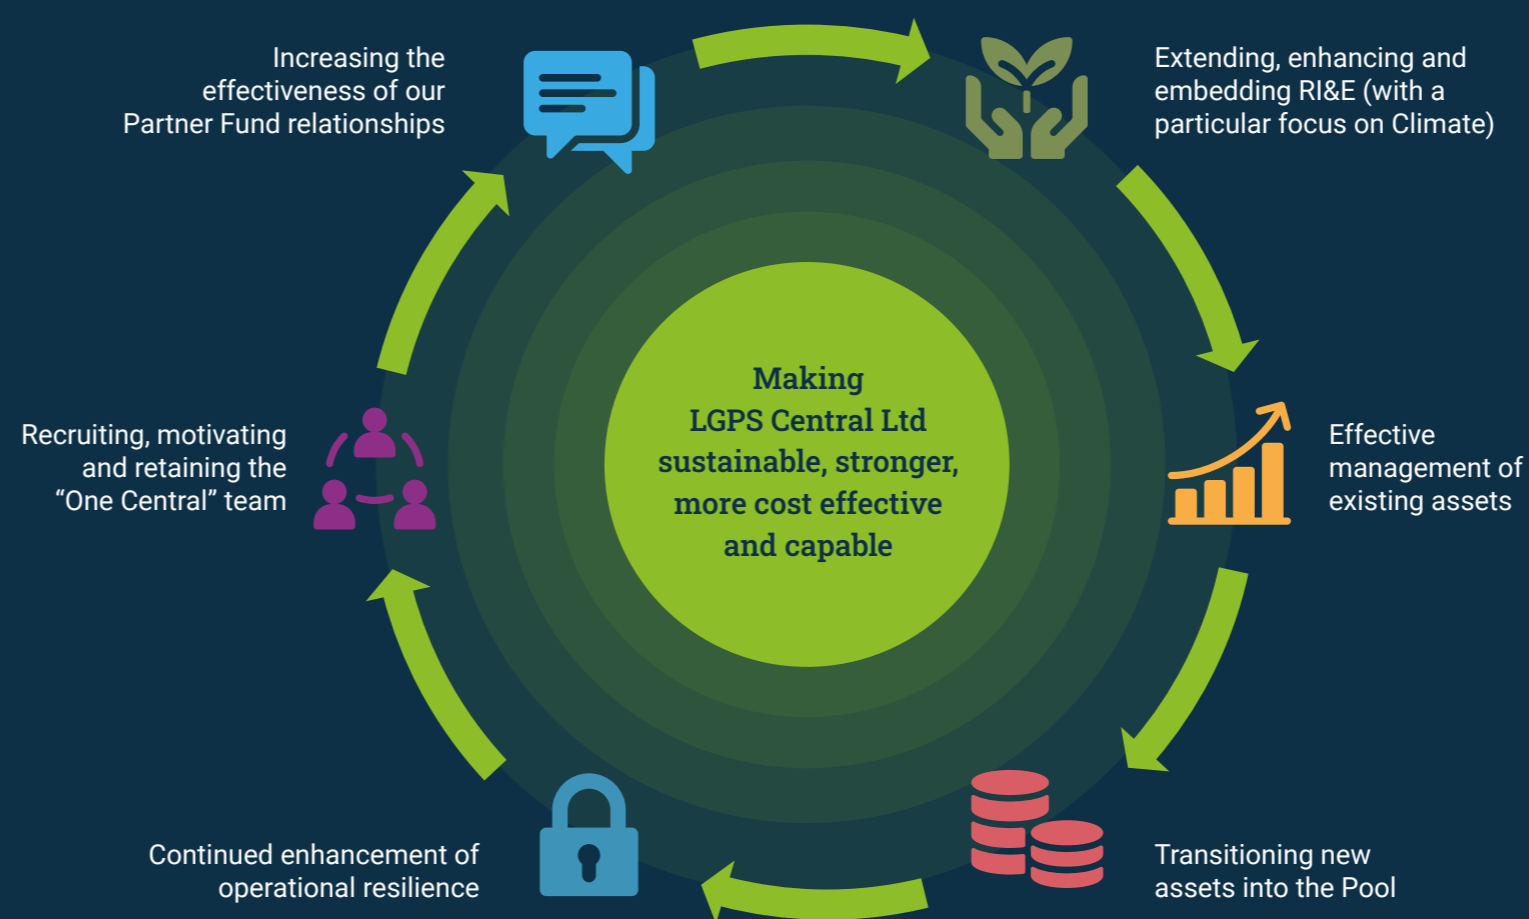 Increasing the
effectiveness of our
Partner Fund relationships
Extending, enhancing and
embedding RI&E (with a
particular focus on Climate)
Making
LGPS Central Ltd
sustainable, stronger,
more cost effective
and capable
Recruiting, motivating
and retaining the
“One Central” team
Effective
management of
existing assets
Continued enhancement of
operational resilience
Transitioning new
assets into the Pool